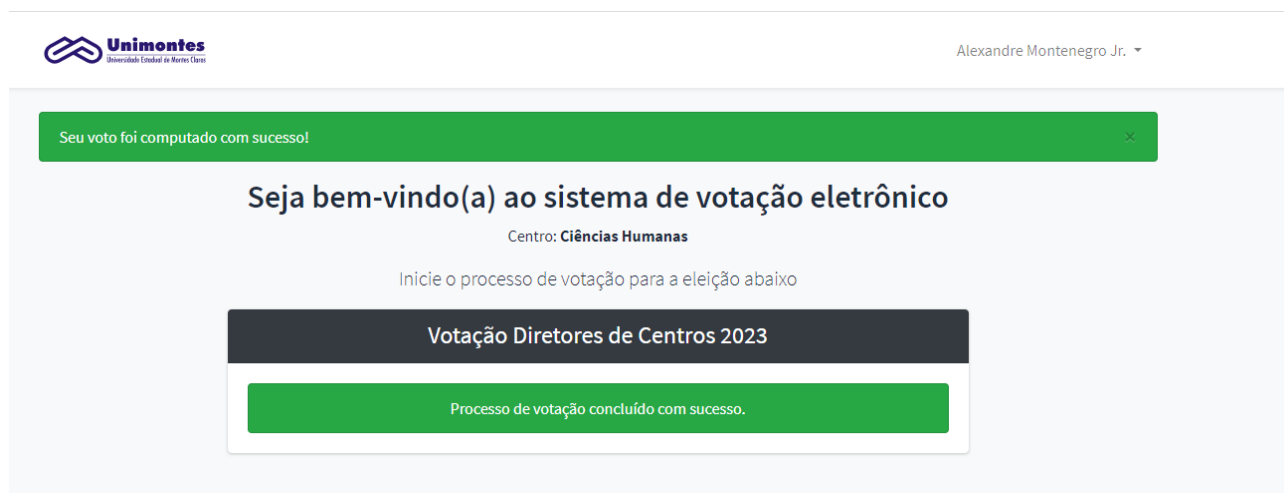 Unimontes
Universidade Estadual de Montes Claros
Alexandre Montenegro Jr.
Seu voto foi computado com sucesso!
×
Seja bem-vindo(a) ao sistema de votação eletrônico
Centro: Ciências Humanas
Inicie o processo de votação para a eleição abaixo
Votação Diretores de Centros 2023
Processo de votação concluído com sucesso.